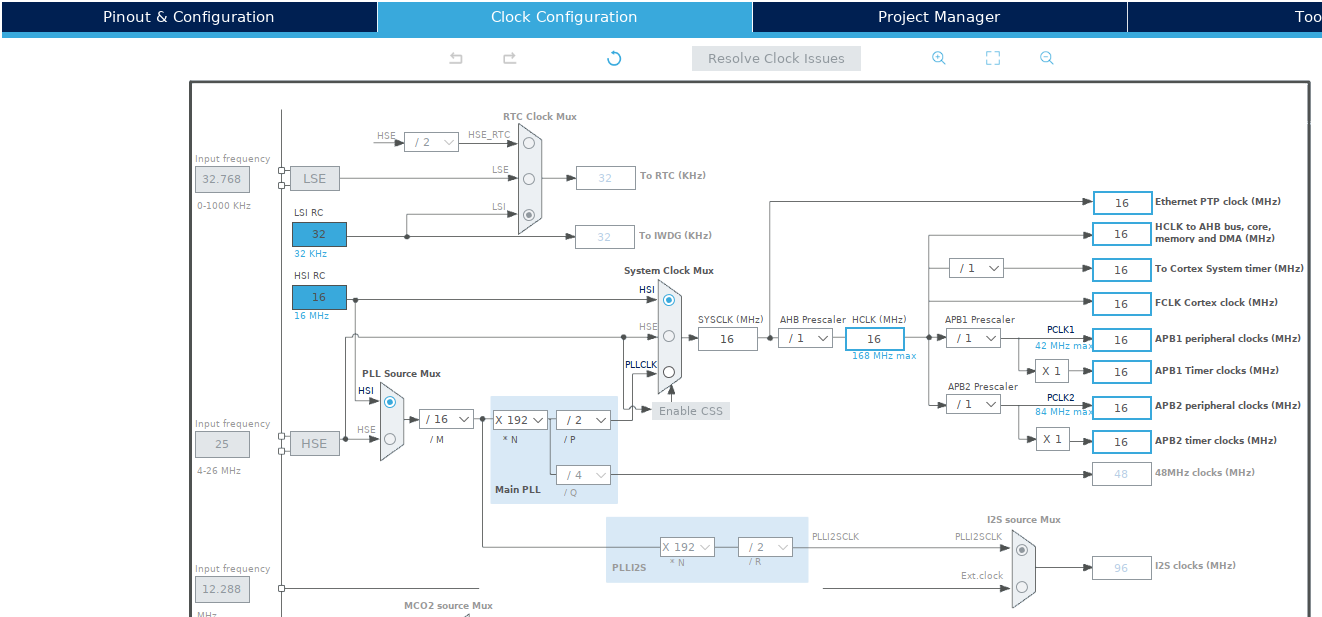 Pinout & Configuration
Clock Configuration
Project Manager
Too
Resolve Clock Issues
RTC Clock Mux
HSE
/ 2
HSE_RTC
Input frequency
32.768
LSE
LSE
32
To RTC (KHz)
0-1000 KHz
LSI RC
LSI
32
32 KHz
32
To IWDG (KHz)
16
Ethernet PTP clock (MHz)
16
HCLK to AHB bus, core,
memory and DMA (MHz)
/ 1
16
To Cortex System timer (MHz)
HSI RC
16
16 MHz
System Clock Mux
HSI
HSE
PLLCLK
16
FCLK Cortex clock (MHz)
SYSCLK (MHz)
16
AHB Prescaler
/ 1
HCLK (MHz)
16
168 MHz max
APB1 Prescaler
/ 1
PCLK1
42 MHz max
16
APB1 peripheral clocks (MHz)
X 1
16
APB1 Timer clocks (MHz)
APB2 Prescaler
/ 1
PCLK2
84 MHz max
16
APB2 peripheral clocks (MHz)
X 1
16
APB2 timer clocks (MHz)
PLL Source Mux
HSI
HSE
Enable CSS
Input frequency
25
HSE
4-26 MHz
/ 16
/ M
X 192
* N
/ 2
/ P
/ 4
/ Q
Main PLL
48
48MHz clocks (MHz)
PLLI2S
X 192
* N
/ 2
/ R
PLLI2SCLK
I2S source Mux
PLLI2SCLK
Ext.clock
96
I2S clocks (MHz)
Input frequency
12.288
MHz
MCO2 source Mux